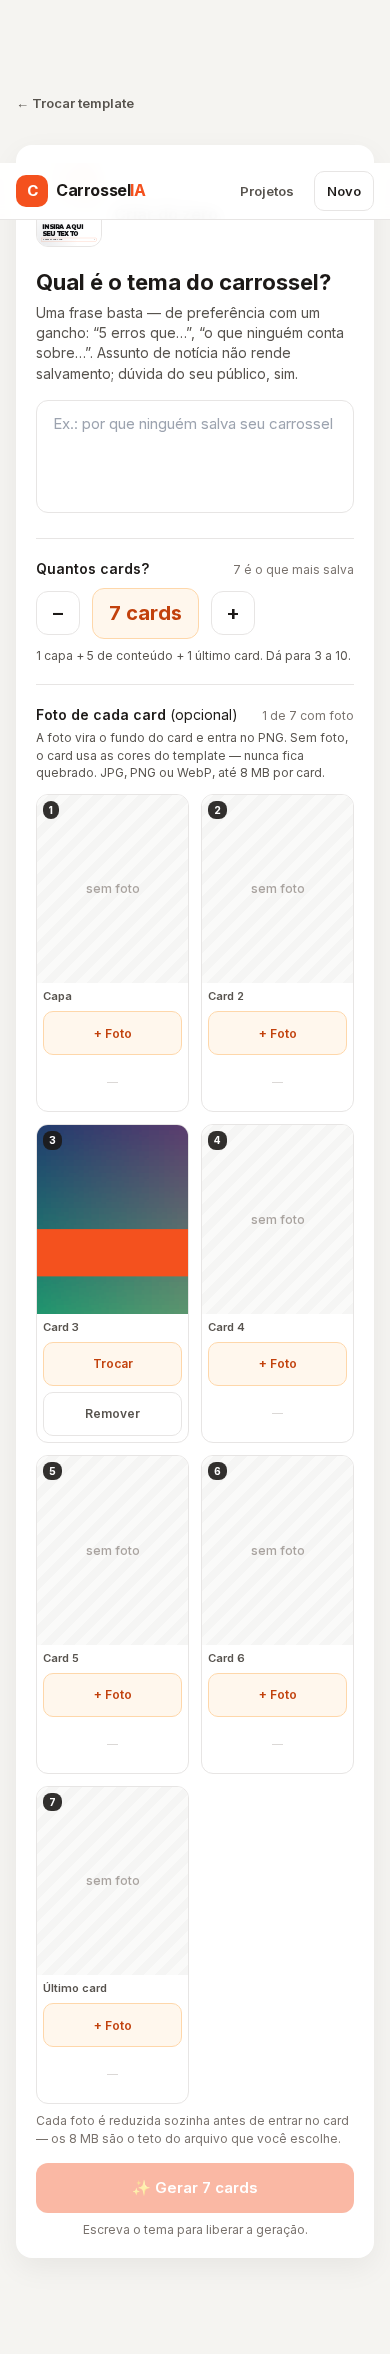 ← Trocar template
C CarrosselIA Projetos Novo
INSIRA AQUI
SEU TEXTO
Qual é o tema do carrossel?
Uma frase basta — de preferência com um
gancho: “5 erros que…”, “o que ninguém conta
sobre…”. Assunto de notícia não rende
salvamento; dúvida do seu público, sim.
Ex.: por que ninguém salva seu carrossel
Quantos cards? 7 é o que mais salva
− 7 cards +
1 capa + 5 de conteúdo + 1 último card. Dá para 3 a 10.
Foto de cada card (opcional) 1 de 7 com foto
A foto vira o fundo do card e entra no PNG. Sem foto,
o card usa as cores do template — nunca fica
quebrado. JPG, PNG ou WebP, até 8 MB por card.
1 2
sem foto sem foto
Capa Card 2
+ Foto + Foto
— —
3 4
sem foto
Card 3 Card 4
Trocar + Foto
Remover —
5 6
sem foto sem foto
Card 5 Card 6
+ Foto + Foto
— —
7
sem foto
Último card
+ Foto
—
Cada foto é reduzida sozinha antes de entrar no card
— os 8 MB são o teto do arquivo que você escolhe.
✨ Gerar 7 cards
Escreva o tema para liberar a geração.